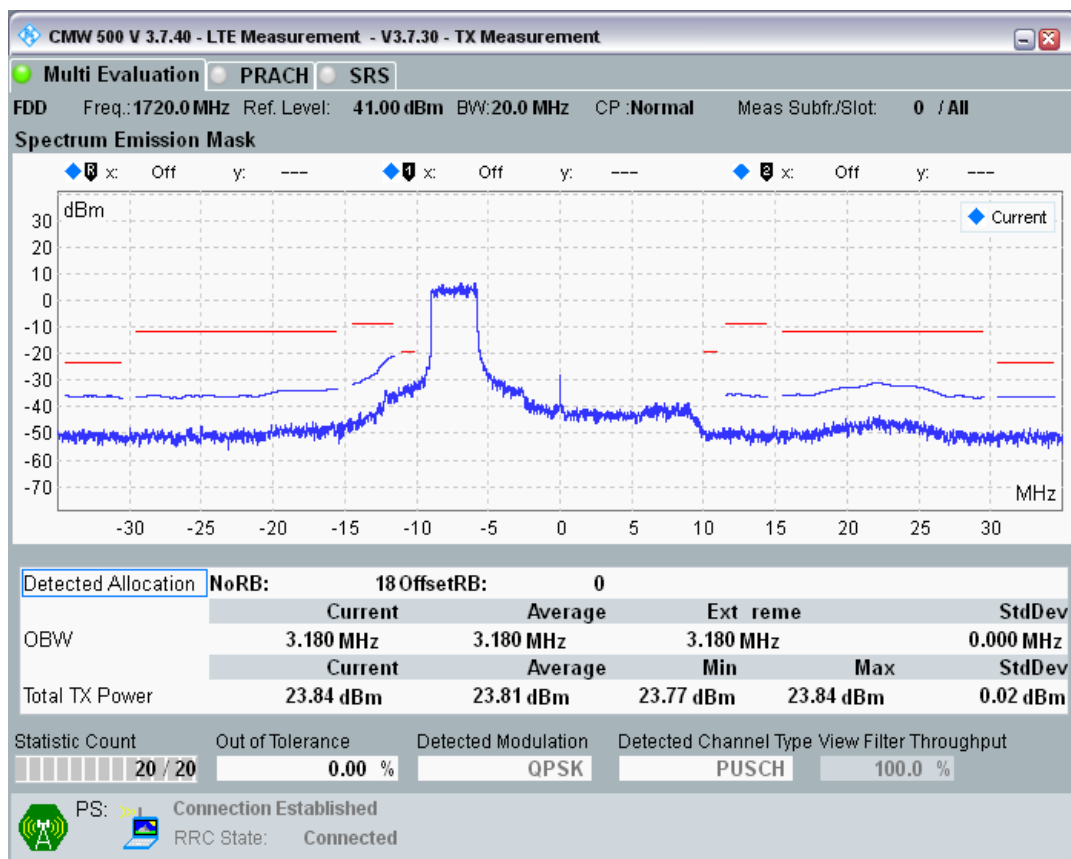 CMW 500 V 3.7.40 - LTE Measurement - V3.7.30 - TX Measurement
Multi Evaluation PRACH SRS
FDD Freq.: 1720.0 MHz Ref. Level: 41.00 dBm BW: 20.0 MHz CP : Normal Meas Subfr./Slot: 0 / All
Spectrum Emission Mask
R x: Off y: --- 1 x: Off y: --- 2 x: Off y: ---
dBm
Current
30
20
10
0
-10
-20
-30
-40
-50
-60
-70
MHz
-30 -25 -20 -15 -10 -5 0 5 10 15 20 25 30
Detected Allocation NoRB: 18 OffsetRB: 0
Current Average Ext reme StdDev
OBW 3.180 MHz 3.180 MHz 3.180 MHz 0.000 MHz
Current Average Min Max StdDev
Total TX Power 23.84 dBm 23.81 dBm 23.77 dBm 23.84 dBm 0.02 dBm
Statistic Count Out of Tolerance Detected Modulation Detected Channel Type View Filter Throughput
20 / 20 0.00 % QPSK PUSCH 100.0 %
PS: Connection Established
RRC State: Connected